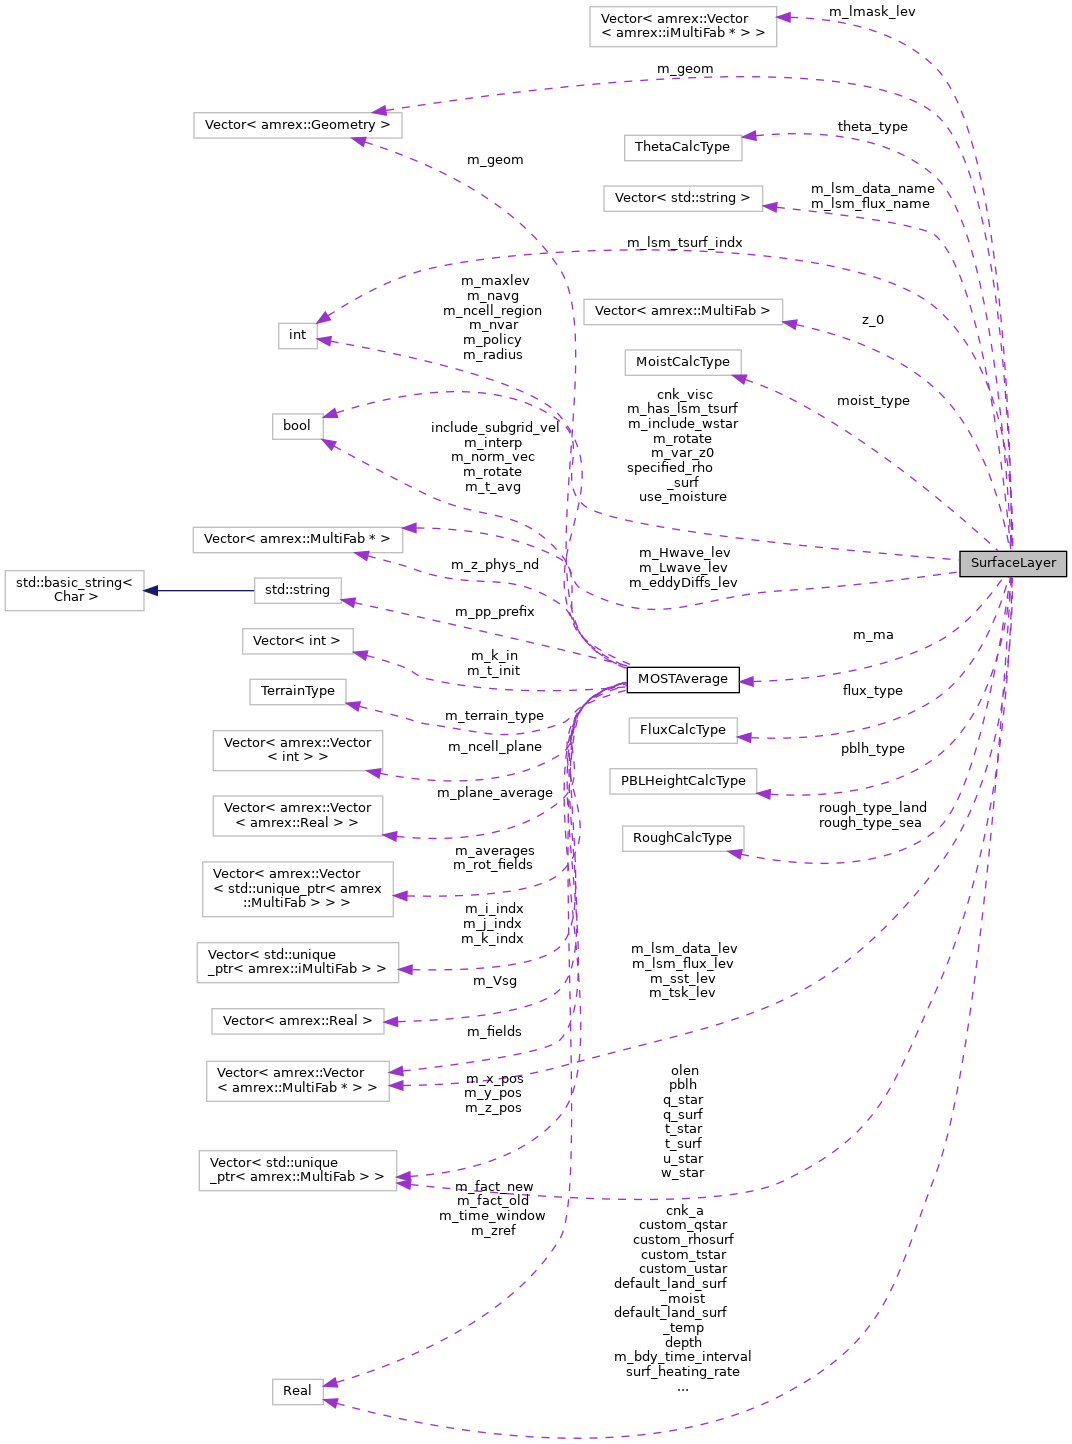 Vector< amrex::Vector
< amrex::iMultiFab * > >
m_lmask_lev
m_geom
Vector< amrex::Geometry >
theta_type
ThetaCalcType
m_geom
m_lsm_data_name
m_lsm_flux_name
Vector< std::string >
m_lsm_tsurf_indx
m_maxlev
m_navg
m_ncell_region
m_nvar
m_policy
m_radius
int
Vector< amrex::MultiFab >
z_0
MoistCalcType
moist_type
bool
include_subgrid_vel
m_interp
m_norm_vec
m_rotate
m_t_avg
cnk_visc
m_has_lsm_tsurf
m_include_wstar
m_rotate
m_var_z0
specified_rho
_surf
use_moisture
Vector< amrex::MultiFab * >
m_z_phys_nd
m_Hwave_lev
m_Lwave_lev
m_eddyDiffs_lev
SurfaceLayer
std::basic_string<
Char >
std::string
m_pp_prefix
Vector< int >
m_k_in
m_t_init
m_ma
MOSTAverage
TerrainType
m_terrain_type
flux_type
FluxCalcType
Vector< amrex::Vector
< int > >
m_ncell_plane
pblh_type
PBLHeightCalcType
m_plane_average
Vector< amrex::Vector
< amrex::Real > >
rough_type_land
rough_type_sea
RoughCalcType
m_averages
m_rot_fields
Vector< amrex::Vector
< std::unique_ptr< amrex
::MultiFab > > >
m_i_indx
m_j_indx
m_k_indx
Vector< std::unique
_ptr< amrex::iMultiFab > >
m_lsm_data_lev
m_lsm_flux_lev
m_sst_lev
m_tsk_lev
m_Vsg
Vector< amrex::Real >
m_fields
Vector< amrex::Vector
< amrex::MultiFab * > >
m_x_pos
m_y_pos
m_z_pos
olen
pblh
q_star
q_surf
t_star
t_surf
u_star
w_star
Vector< std::unique
_ptr< amrex::MultiFab > >
m_fact_new
m_fact_old
m_time_window
m_zref
cnk_a
custom_qstar
custom_rhosurf
custom_tstar
custom_ustar
default_land_surf
_moist
default_land_surf
_temp
depth
m_bdy_time_interval
surf_heating_rate
...
Real